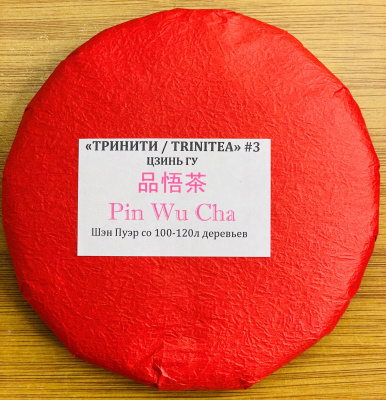 «ТРИНИТИ / TRINITEA» #3
ЦЗИНЬ ГУ
品悟茶
Pin Wu Cha
Шэн Пуэр со 100-120л деревьев